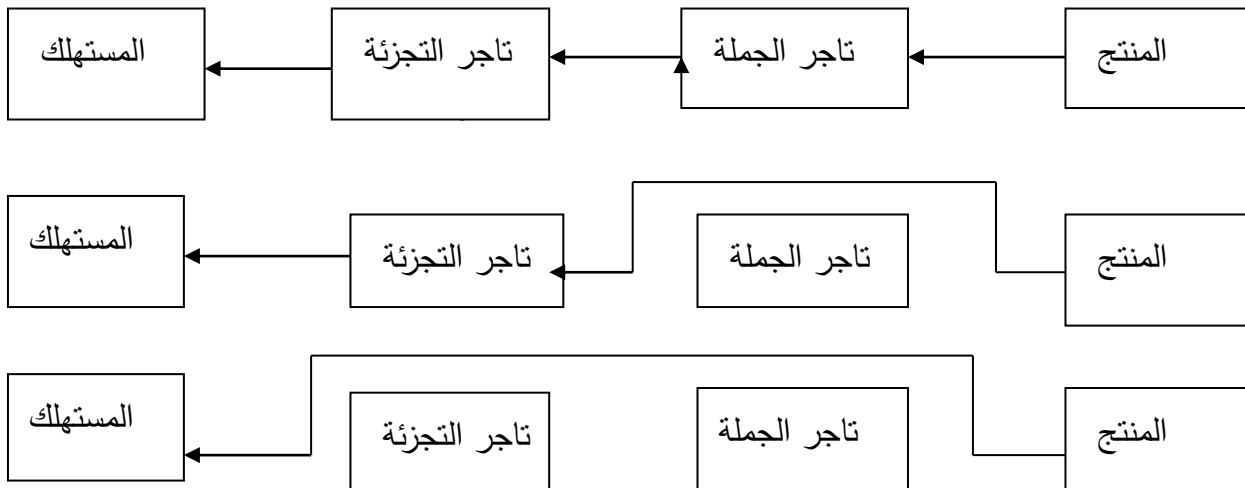 المنتج
تاجر الجملة
تاجر التجزئة
المستهلك
المنتج
تاجر الجملة
تاجر التجزئة
المستهلك
المنتج
تاجر الجملة
تاجر التجزئة
المستهلك